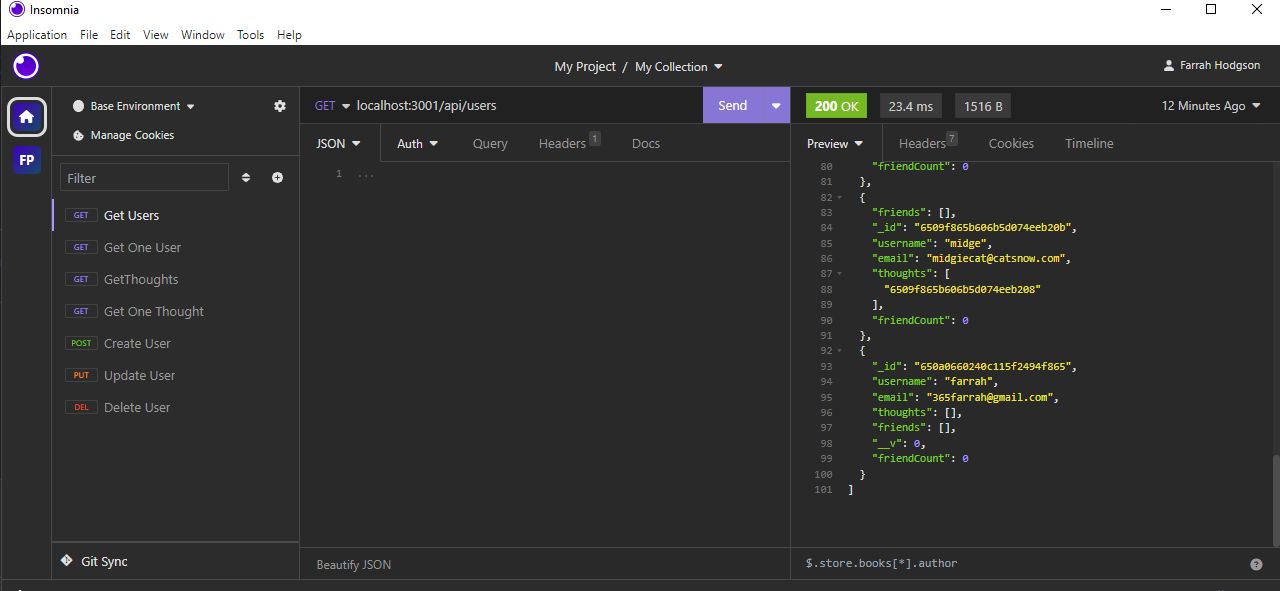 Insomnia
Application File Edit View Window Tools Help
My Project / My Collection
Farrah Hodgson
FP
Base Environment
Manage Cookies
Filter
GET Get Users
GET Get One User
GET GetThoughts
GET Get One Thought
POST Create User
PUT Update User
DEL Delete User
Git Sync
GET localhost:3001/api/users Send
JSON Auth Query Headers 1 Docs
1 ...
Beautify JSON
200 OK 23.4 ms 1516 B 12 Minutes Ago
Preview Headers 7 Cookies Timeline
80 "friendCount": 0
81 },
82 {
83 "friends": [],
84 "_id": "6509f865b606b5d074eeb20b",
85 "username": "midge",
86 "email": "midgiecat@catsnow.com",
87 "thoughts": [
88 "6509f865b606b5d074eeb208"
89 ],
90 "friendCount": 0
91 },
92 {
93 "_id": "650a0660240c115f2494f865",
94 "username": "farrah",
95 "email": "365farrah@gmail.com",
96 "thoughts": [],
97 "friends": [],
98 "__v": 0,
99 "friendCount": 0
100 }
101 ]
$.store.books[*].author
?